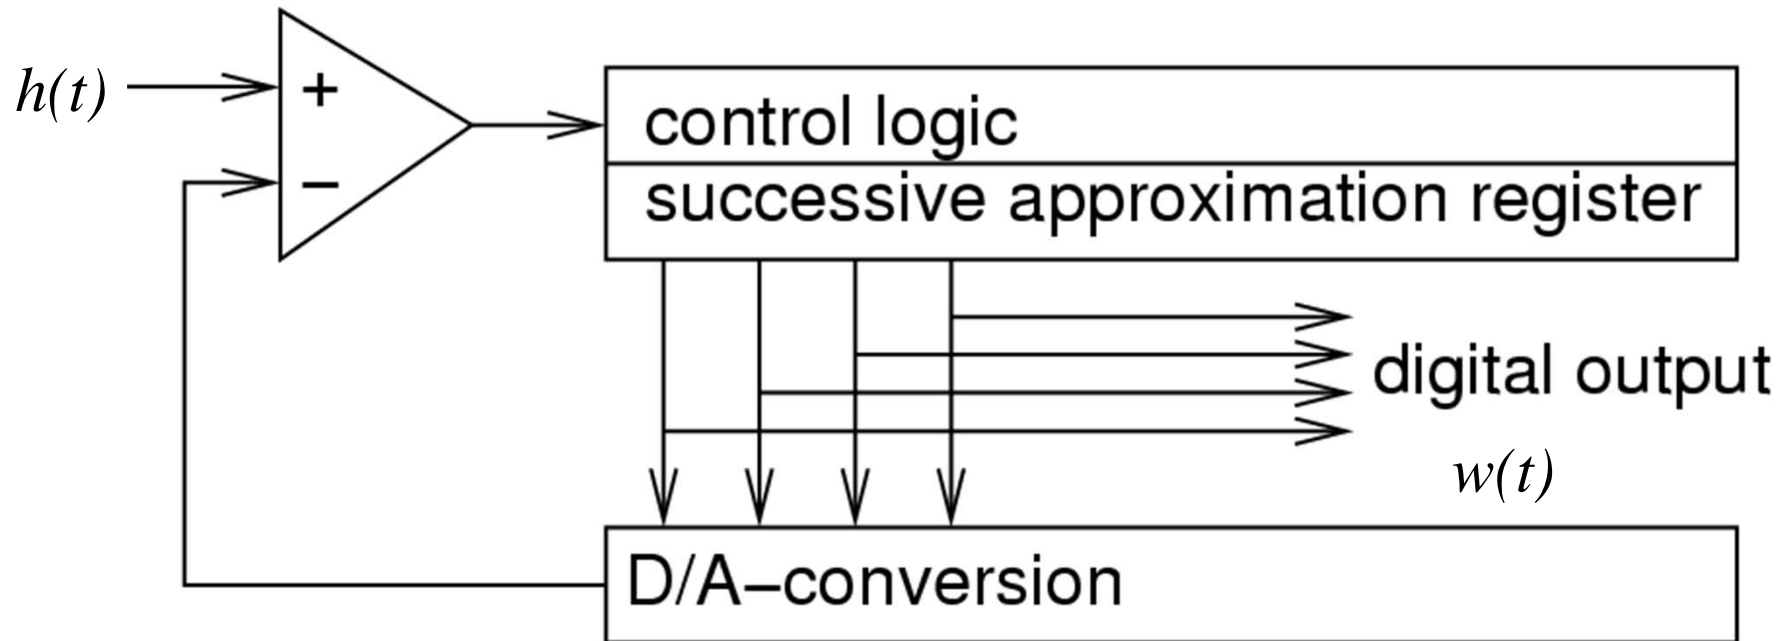 h(t)
+
−
control logic
successive approximation register
digital output
w(t)
D/A−conversion